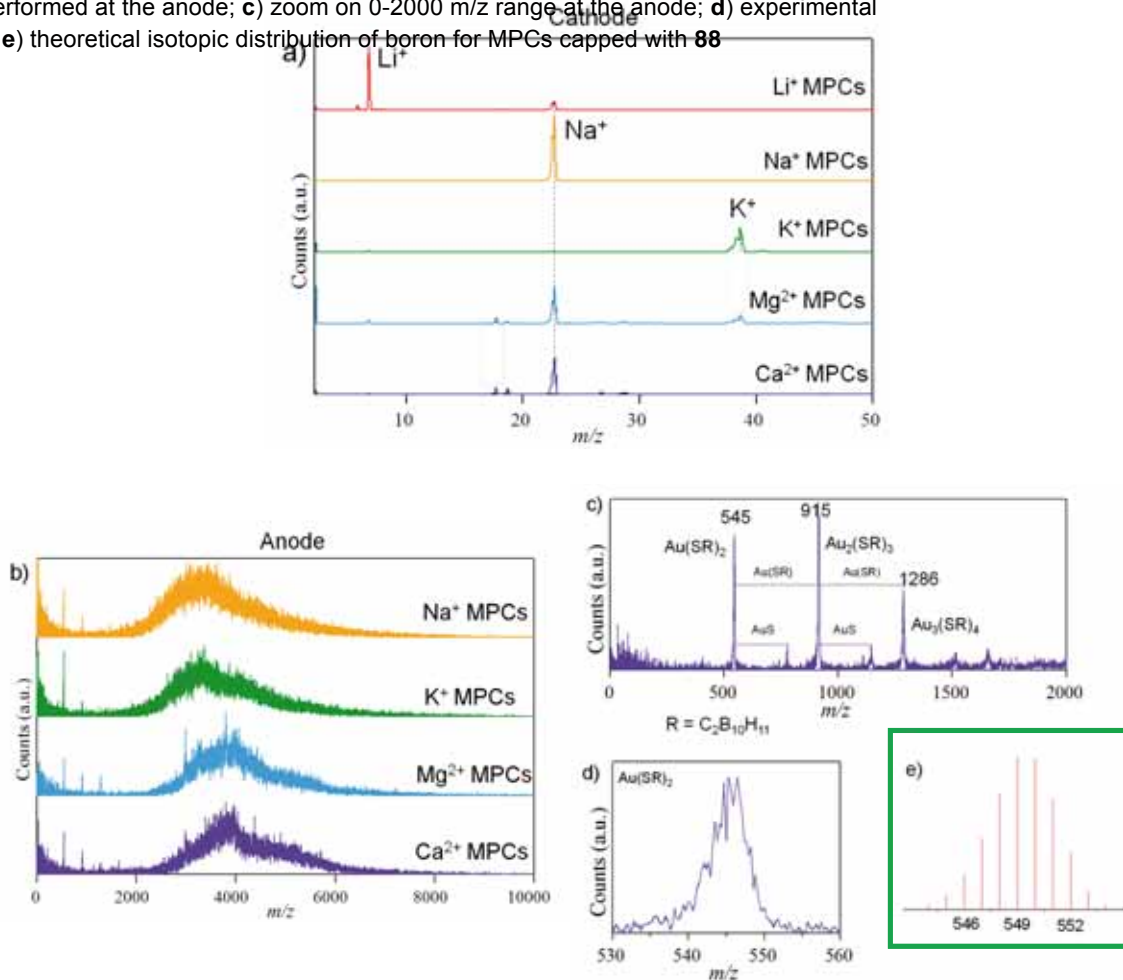 erformed at the anode; c) zoom on 0-2000 m/z range at the anode; d) experimental
e) theoretical isotopic distribution of boron for MPCs capped with 88
Cathode
a)
Li⁺
Li⁺ MPCs
Na⁺
Na⁺ MPCs
K⁺
K⁺ MPCs
Mg²⁺ MPCs
Ca²⁺ MPCs
Counts (a.u.)
10 20 30 40 50
m/z
Anode
b)
Na⁺ MPCs
K⁺ MPCs
Mg²⁺ MPCs
Ca²⁺ MPCs
Counts (a.u.)
0 2000 4000 6000 8000 10000
m/z
c)
545
915
Au(SR)₂
Au₂(SR)₃
Au(SR) Au(SR)
1286
AuS AuS
Au₃(SR)₄
Counts (a.u.)
0 500 1000 1500 2000
m/z
R = C₂B₁₀H₁₁
d)
Au(SR)₂
Counts (a.u.)
530 540 550 560
m/z
e)
546 549 552